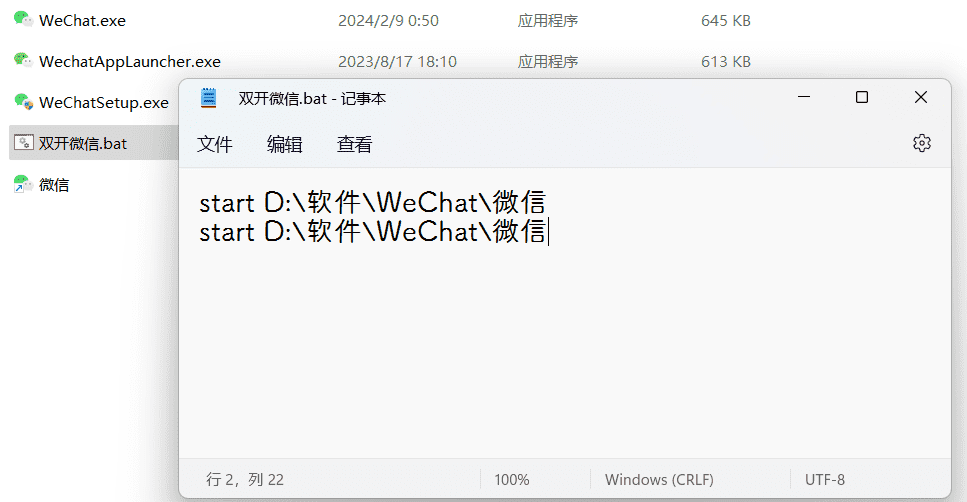 WeChat.exe 2024/2/9 0:50 应用程序 645 KB
WechatAppLauncher.exe 2023/8/17 18:10 应用程序 613 KB
WeChatSetup.exe
双开微信.bat
微信
双开微信.bat - 记事本
文件 编辑 查看
start D:\软件\WeChat\微信
start D:\软件\WeChat\微信
行 2，列 22 100% Windows (CRLF) UTF-8